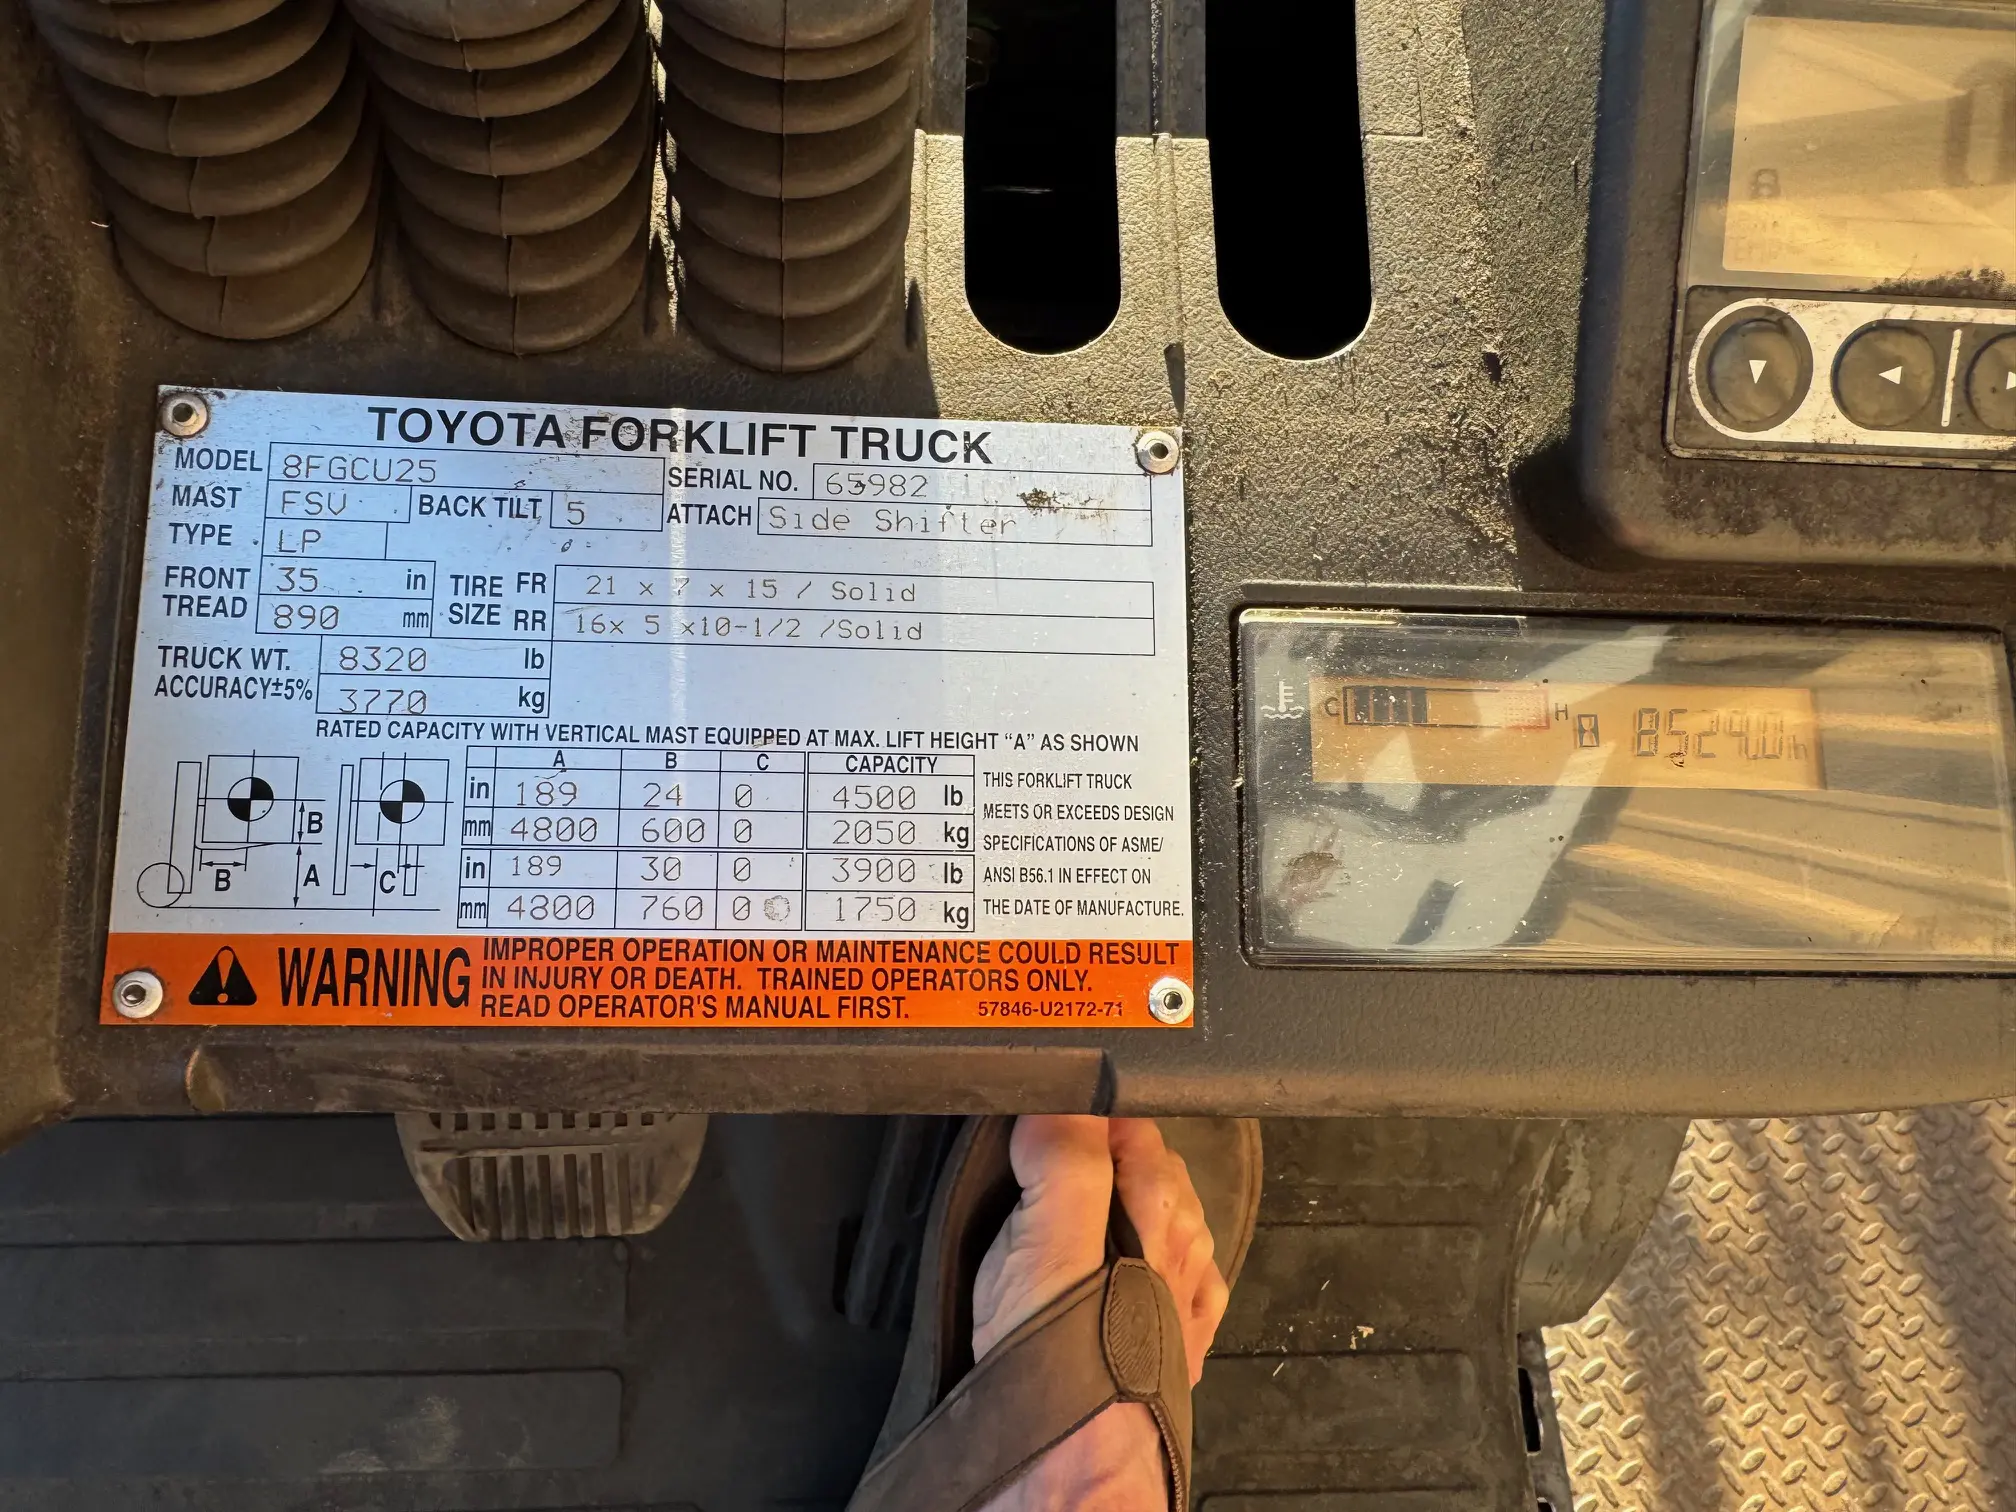 TOYOTA FORKLIFT TRUCK
MODEL 8FGCU25 SERIAL NO. 65982
MAST FSV BACK TILT 5 ATTACH Side Shifter
TYPE LP
FRONT TREAD 35 in 890 mm
TIRE SIZE FR 21 x 7 x 15 / Solid
RR 16x 5 x10-1/2 /Solid
TRUCK WT. 8320 lb
ACCURACY±5% 3770 kg
RATED CAPACITY WITH VERTICAL MAST EQUIPPED AT MAX. LIFT HEIGHT "A" AS SHOWN
A B C CAPACITY
in 189 24 0 4500 lb
mm 4800 600 0 2050 kg
in 189 30 0 3900 lb
mm 4800 760 0 1750 kg
B
B A C
THIS FORKLIFT TRUCK
MEETS OR EXCEEDS DESIGN
SPECIFICATIONS OF ASME/
ANSI B56.1 IN EFFECT ON
THE DATE OF MANUFACTURE.
WARNING
IMPROPER OPERATION OR MAINTENANCE COULD RESULT
IN INJURY OR DEATH. TRAINED OPERATORS ONLY.
READ OPERATOR'S MANUAL FIRST. 57846-U2172-71
8
C H 8529.0h